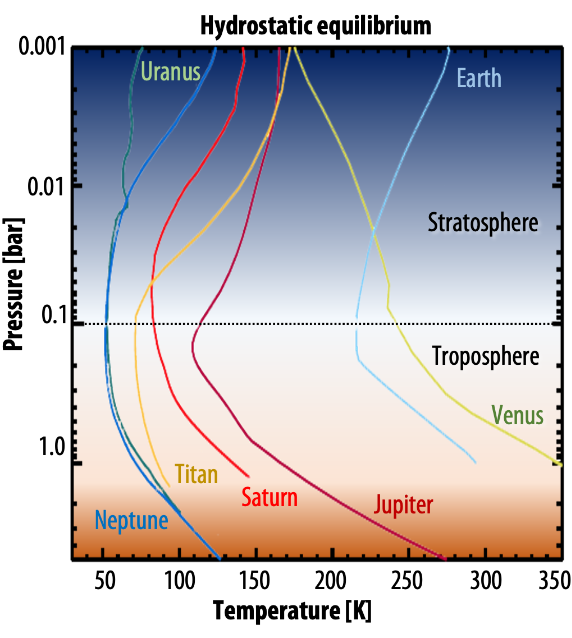 Hydrostatic equilibrium
0.001
Uranus
Earth
0.01
Stratosphere
Pressure [bar]
0.1
Troposphere
Venus
1.0
Titan
Saturn
Jupiter
Neptune
50 100 150 200 250 300 350
Temperature [K]